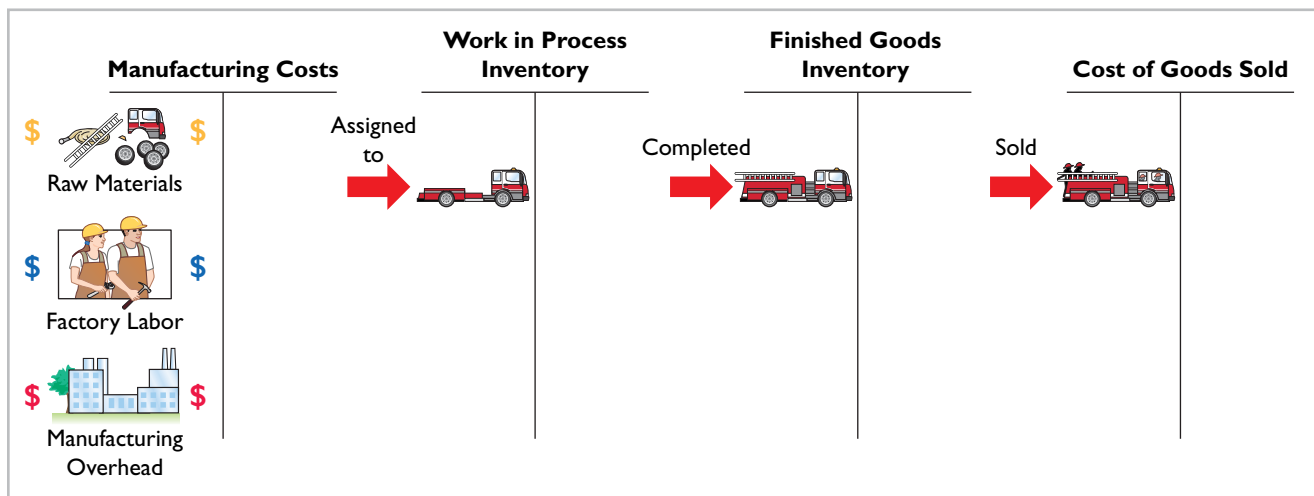 Manufacturing Costs
Work in Process
Inventory
Finished Goods
Inventory
Cost of Goods Sold
$ $
Raw Materials
$ $
Factory Labor
$ $
Manufacturing
Overhead
Assigned
to
Completed
Sold